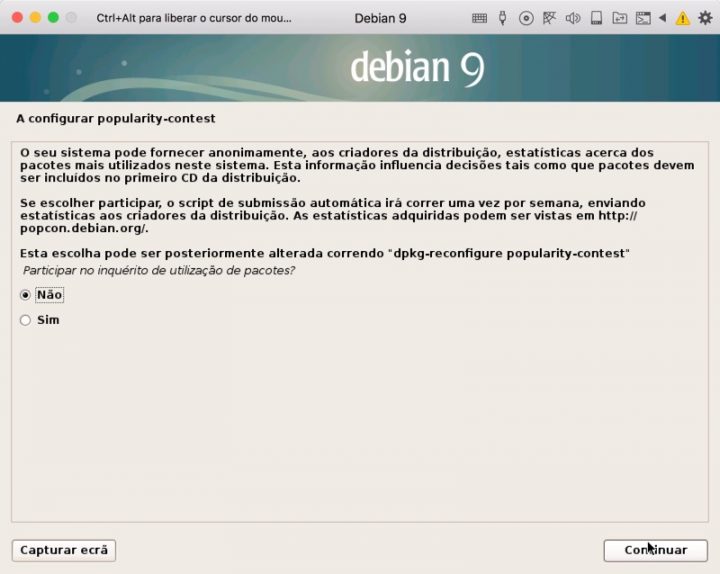 Ctrl+Alt para liberar o cursor do mou...
Debian 9
debian 9
A configurar popularity-contest
O seu sistema pode fornecer anonimamente, aos criadores da distribuição, estatísticas acerca dos
pacotes mais utilizados neste sistema. Esta informação influencia decisões tais como que pacotes devem
ser incluídos no primeiro CD da distribuição.
Se escolher participar, o script de submissão automática irá correr uma vez por semana, enviando
estatísticas aos criadores da distribuição. As estatísticas adquiridas podem ser vistas em http://
popcon.debian.org/.
Esta escolha pode ser posteriormente alterada correndo "dpkg-reconfigure popularity-contest"
Participar no inquérito de utilização de pacotes?
Não
Sim
Capturar ecrã
Continuar